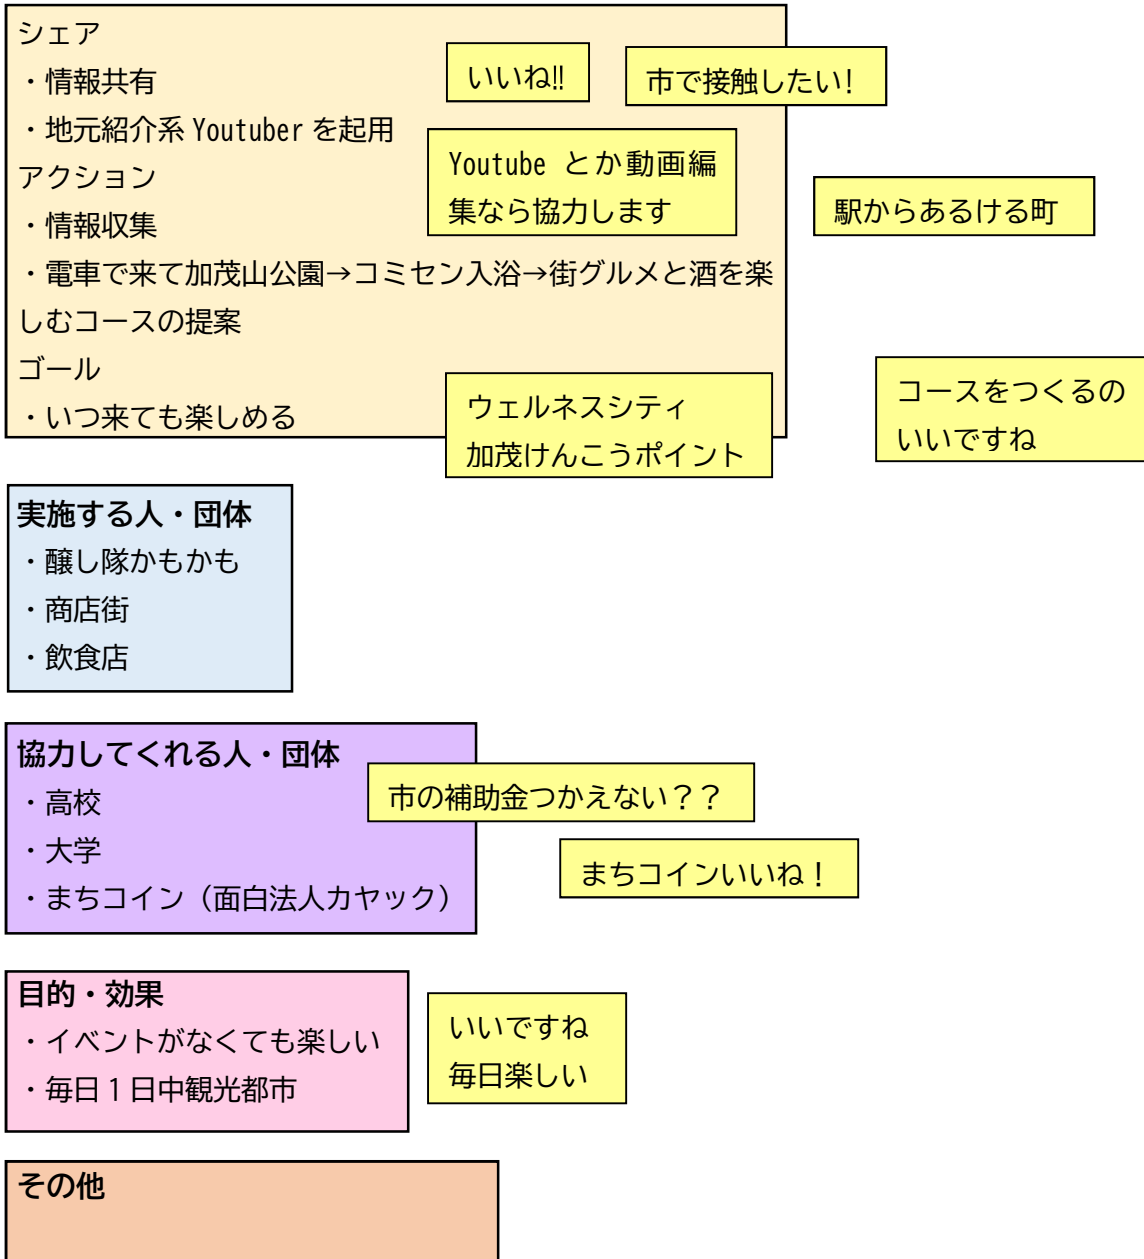 シェア
・情報共有
・地元紹介系 Youtuber を起用
アクション
・情報収集
・電車で来て加茂山公園→コミセン入浴→街グルメと酒を楽
しむコースの提案
ゴール
・いつ来ても楽しめる
いいね‼
市で接触したい!
Youtube とか動画編
集なら協力します
駅からあるける町
ウェルネスシティ
加茂けんこうポイント
コースをつくるの
いいですね
実施する人・団体
・醸し隊かもかも
・商店街
・飲食店
協力してくれる人・団体
・高校
・大学
・まちコイン（面白法人カヤック）
市の補助金つかえない？？
まちコインいいね！
目的・効果
・イベントがなくても楽しい
・毎日１日中観光都市
いいですね
毎日楽しい
その他